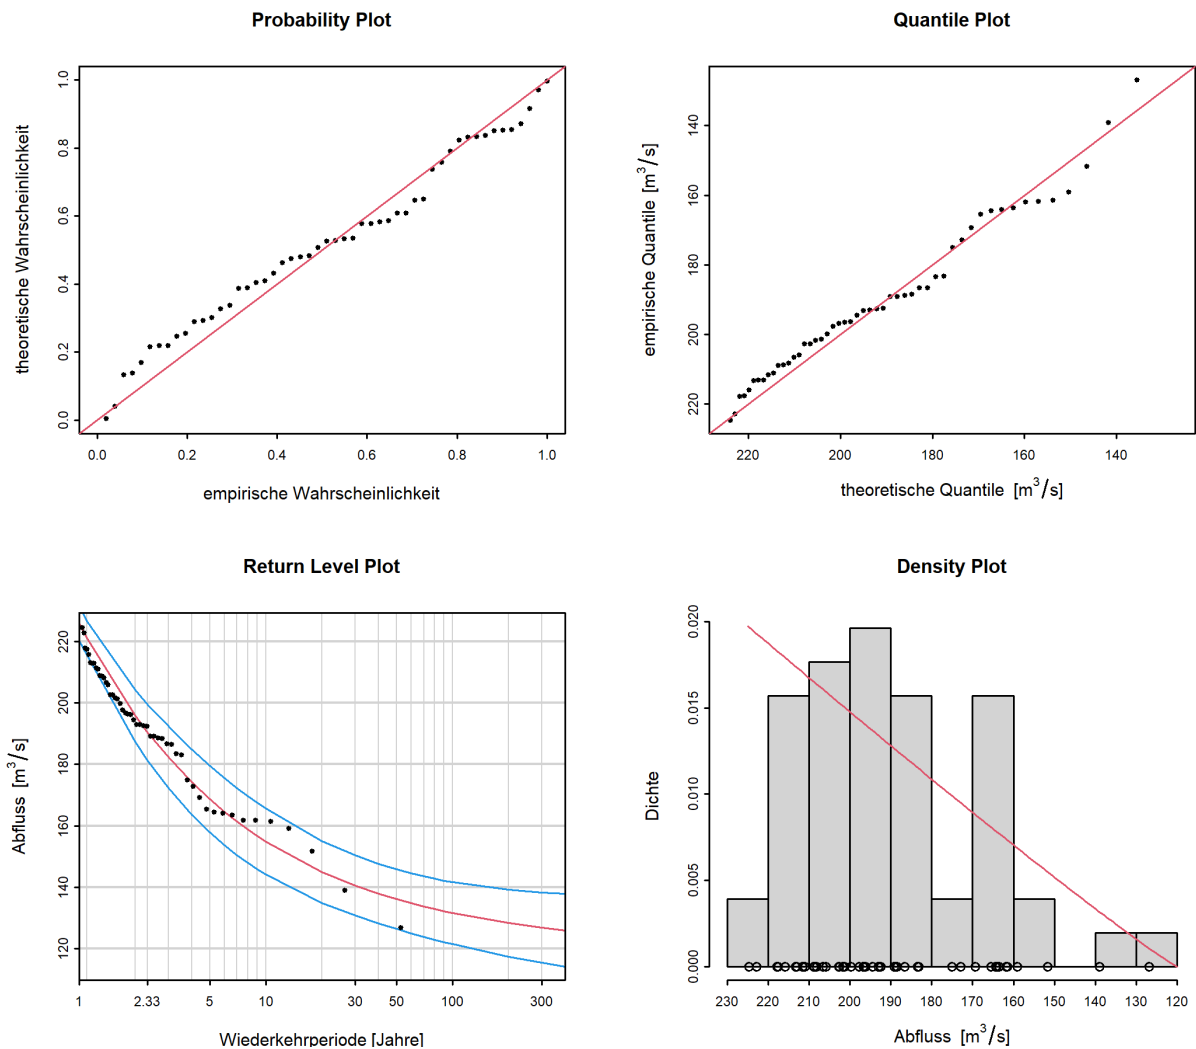 Probability Plot
theoretische Wahrscheinlichkeit
0.0 0.2 0.4 0.6 0.8 1.0
0.0 0.2 0.4 0.6 0.8 1.0
empirische Wahrscheinlichkeit
Quantile Plot
empirische Quantile [m³/s]
220 200 180 160 140
220 200 180 160 140
theoretische Quantile [m³/s]
Return Level Plot
Abfluss [m³/s]
120 140 160 180 200 220
1 2.33 5 10 30 50 100 300
Wiederkehrperiode [Jahre]
Density Plot
Dichte
0.000 0.005 0.010 0.015 0.020
230 220 210 200 190 180 170 160 150 140 130 120
Abfluss [m³/s]